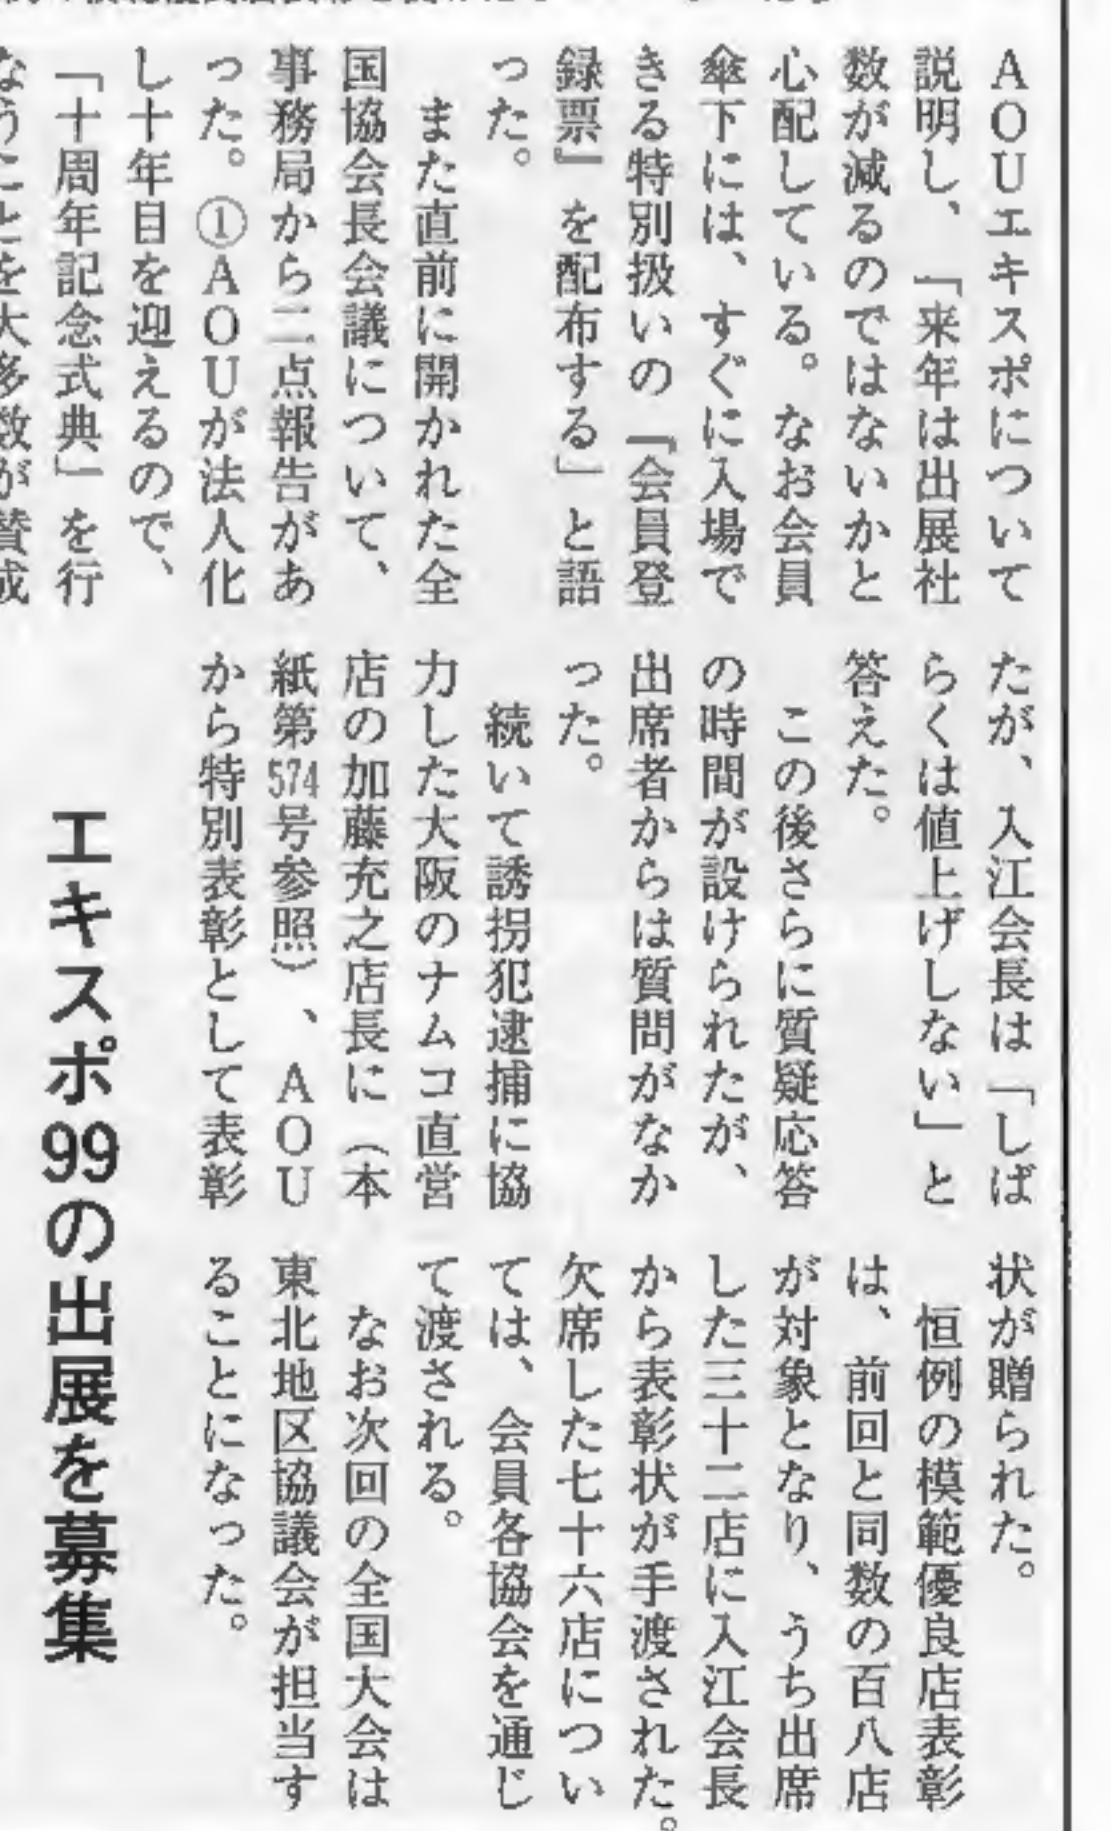 AOUエキスポについて
説明し、「来年は出展社
数が減るのではないかと
心配している。なお会員
傘下には、すぐに入場で
きる特別扱いの『会員登
録票』を配布する」と語
った。
また直前に開かれた全
国協会長会議について、
事務局から二点報告があ
った。①AOUが法人化
し十年目を迎えるので、
「十周年記念式典」を行
なうことを大多数が賛成
たが、入江会長は「しば
らくは値上げしない」と
答えた。
この後さらに質疑応答
の時間が設けられたが、
出席者からは質問がなか
った。
続いて誘拐犯逮捕に協
力した大阪のナムコ直営
店の加藤充之店長に（本
紙第574号参照）、AOU
から特別表彰として表彰
状が贈られた。
恒例の模範優良店表彰
は、前回と同数の百八店
が対象となり、うち出席
した三十二店に入江会長
から表彰状が手渡された。
欠席した七十六店につい
ては、会員各協会を通じ
て渡される。
なお次回の全国大会は
東北地区協議会が担当す
ることになった。
エキスポ99の出展を募集